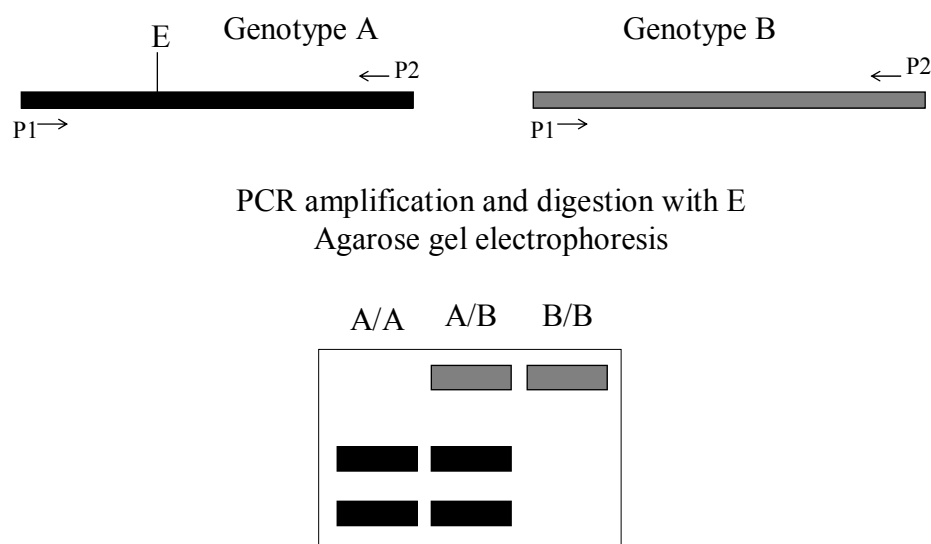 Genotype A
Genotype B
E
P2
P2
P1
P1
PCR amplification and digestion with E
Agarose gel electrophoresis
A/A A/B B/B